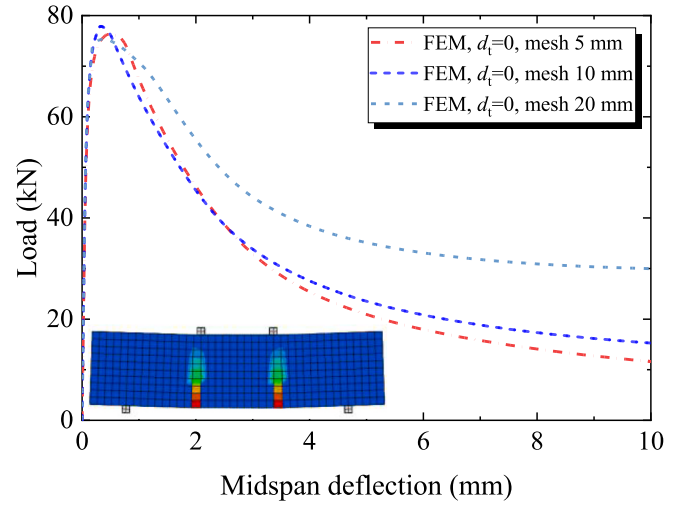 FEM, dt=0, mesh 5 mm
FEM, dt=0, mesh 10 mm
FEM, dt=0, mesh 20 mm
80
60
40
20
0
Load (kN)
0 2 4 6 8 10
Midspan deflection (mm)